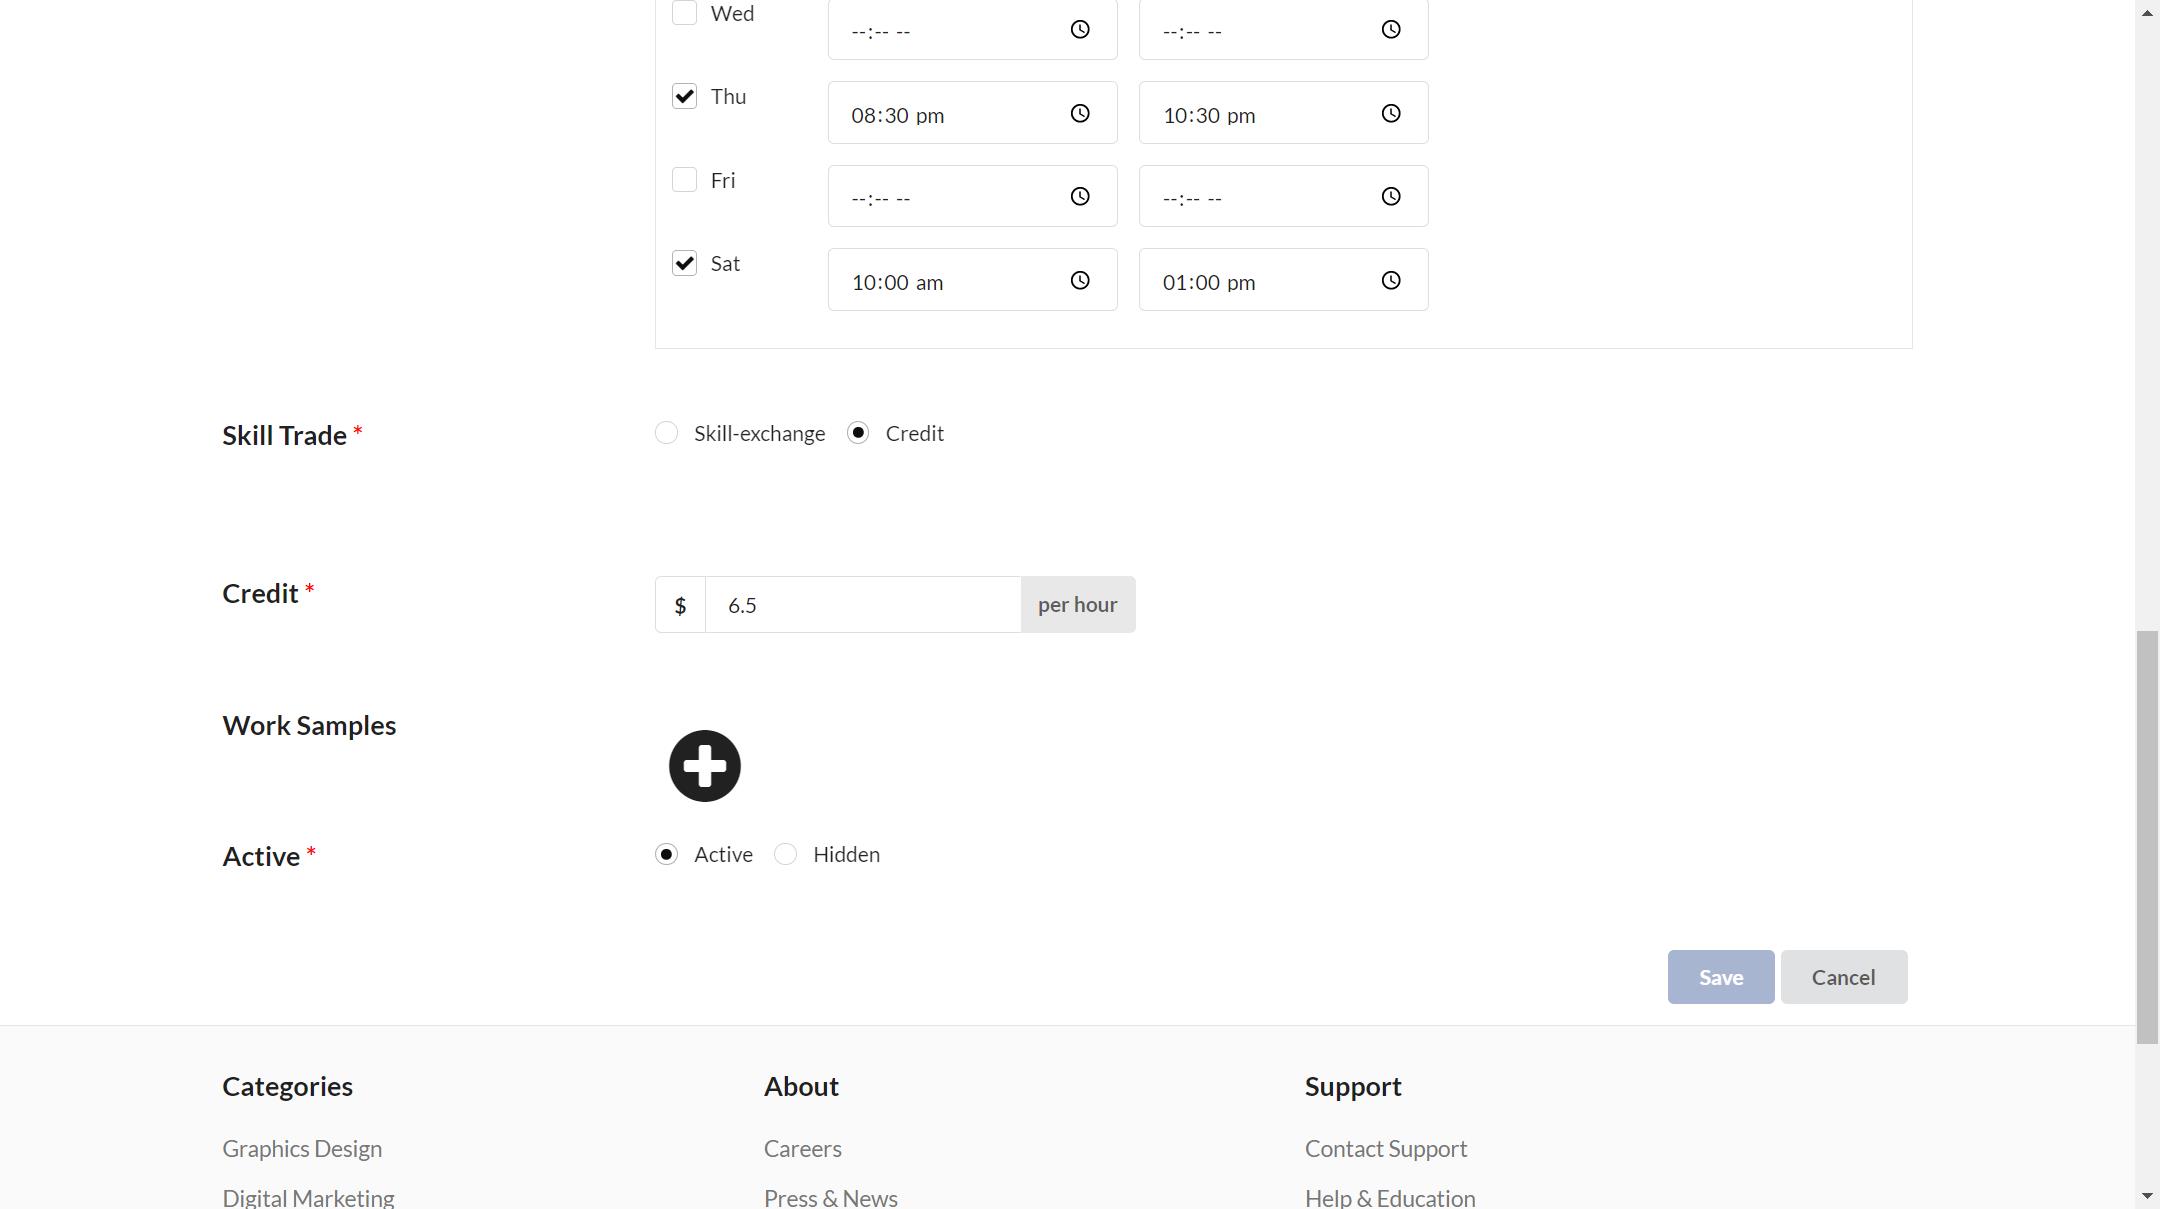 Wed --:-- -- --:-- --
Thu 08:30 pm 10:30 pm
Fri --:-- -- --:-- --
Sat 10:00 am 01:00 pm
Skill Trade * Skill-exchange Credit
Credit * $ 6.5 per hour
Work Samples
Active * Active Hidden
Save Cancel
Categories About Support
Graphics Design Careers Contact Support
Digital Marketing Press & News Help & Education